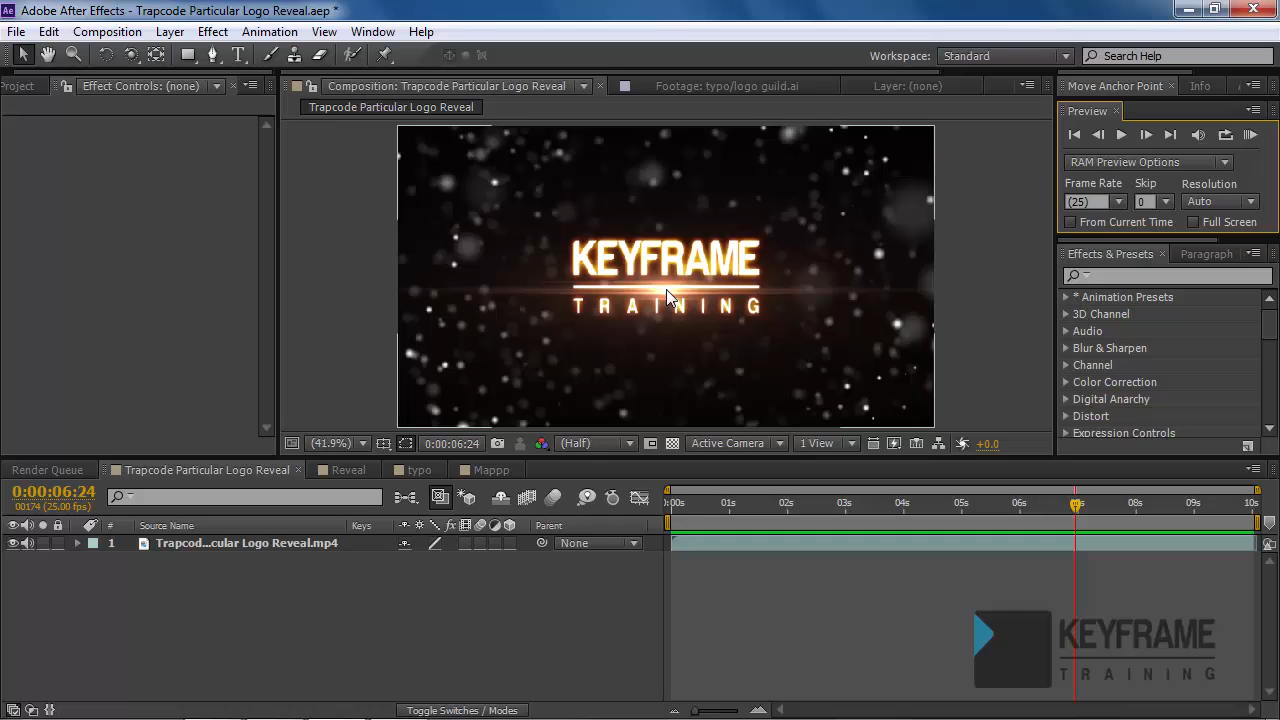 Ae Adobe After Effects - Trapcode Particular Logo Reveal.aep *
File Edit Composition Layer Effect Animation View Window Help
Workspace: Standard Search Help
Project Effect Controls: (none) Composition: Trapcode Particular Logo Reveal Footage: typo/logo guild.ai Layer: (none) Move Anchor Point Info
Trapcode Particular Logo Reveal
Preview
RAM Preview Options
Frame Rate Skip Resolution
(25) 0 Auto
From Current Time Full Screen
KEYFRAME
TRAINING
Effects & Presets Paragraph
* Animation Presets
3D Channel
Audio
Blur & Sharpen
Channel
Color Correction
Digital Anarchy
Distort
Expression Controls
(41.9%) 0:00:06:24 (Half) Active Camera 1 View +0.0
Render Queue Trapcode Particular Logo Reveal Reveal typo Mappp
0:00:06:24
00174 (25.00 fps)
:00s 01s 02s 03s 04s 05s 06s 08s 09s 10s
# Source Name Keys fx Parent
1 Trapcod...cular Logo Reveal.mp4 None
KEYFRAME
TRAINING
Toggle Switches / Modes